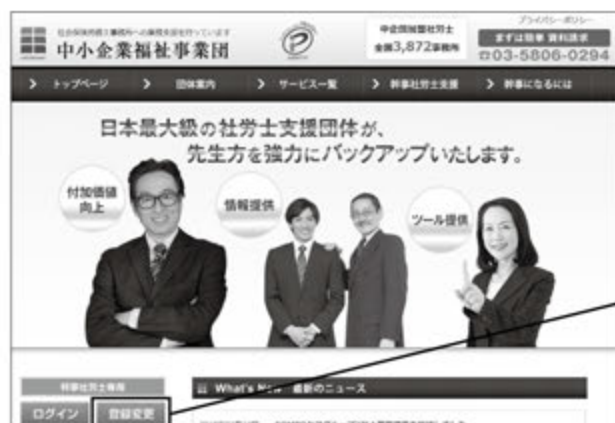 社会保険労務士事務所への業務支援を行っています
中小企業福祉事業団
中企団加盟社労士
全国3,872事務所
プライバシーポリシー
まずは簡単 資料請求
☎03-5806-0294
トップページ
団体案内
サービス一覧
幹事社労士支援
幹事になるには
日本最大級の社労士支援団体が、
先生方を強力にバックアップいたします。
付加価値
向上
情報提供
ツール提供
幹事社労士専用
What's New 最新のニュース
ログイン
登録変更